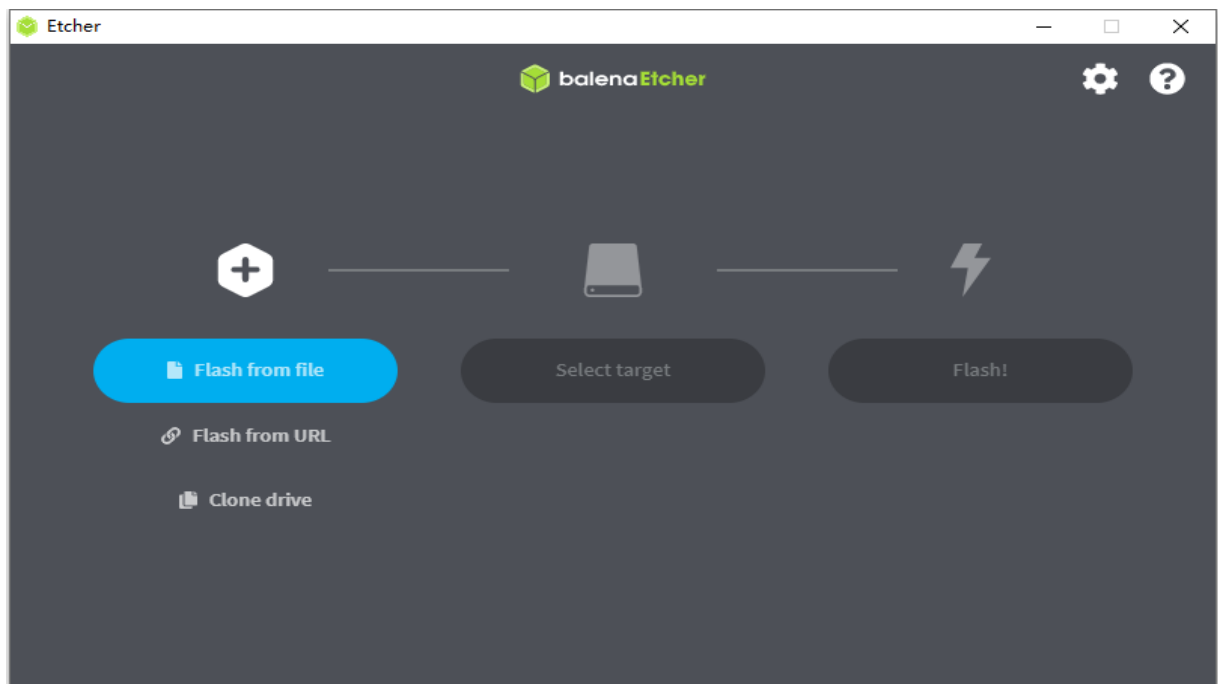 Etcher
balenaEtcher
Flash from file
Select target
Flash!
Flash from URL
Clone drive